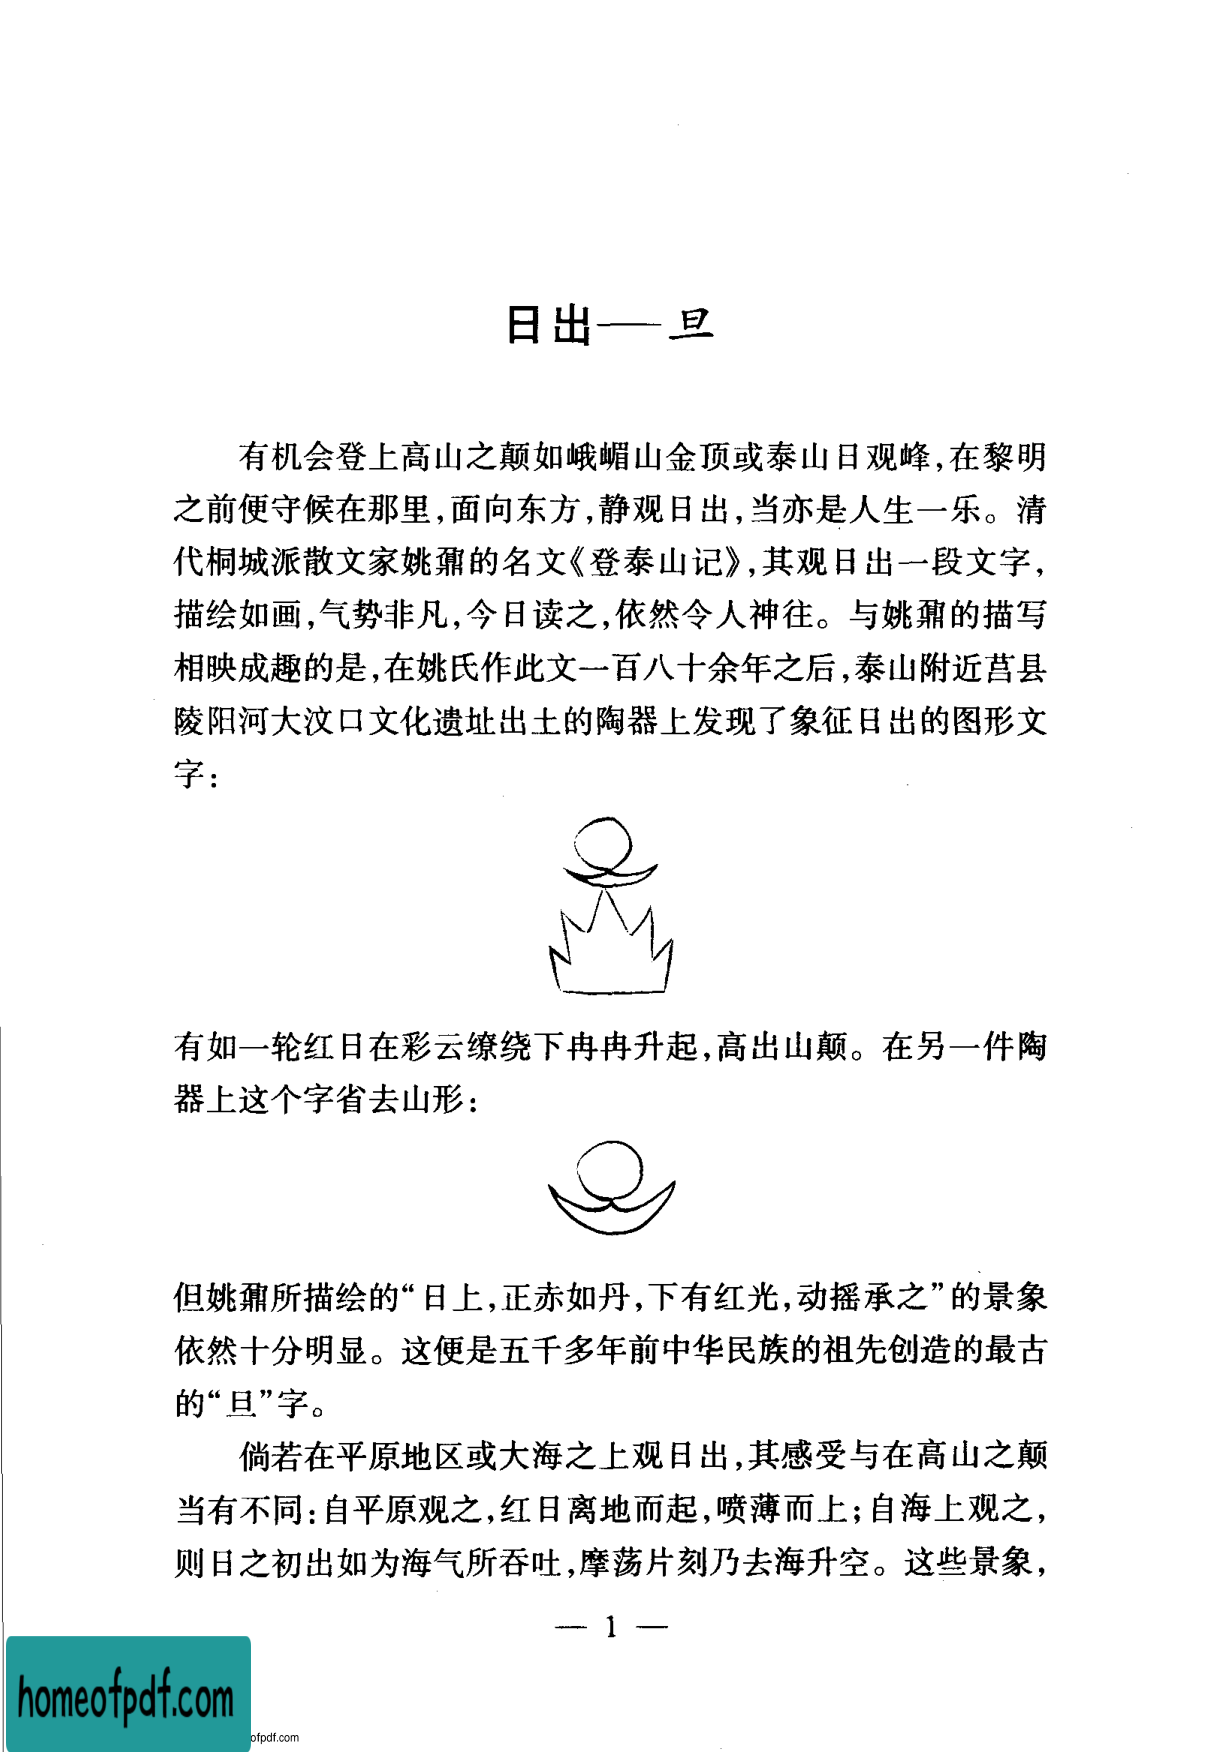 日出——旦
有机会登上高山之颠如峨嵋山金顶或泰山日观峰,在黎明
之前便守候在那里,面向东方,静观日出,当亦是人生一乐。清
代桐城派散文家姚鼐的名文《登泰山记》,其观日出一段文字,
描绘如画,气势非凡,今日读之,依然令人神往。与姚鼐的描写
相映成趣的是,在姚氏作此文一百八十余年之后,泰山附近莒县
陵阳河大汶口文化遗址出土的陶器上发现了象征日出的图形文
字:
有如一轮红日在彩云缭绕下冉冉升起,高出山颠。在另一件陶
器上这个字省去山形:
但姚鼐所描绘的“日上,正赤如丹,下有红光,动摇承之”的景象
依然十分明显。这便是五千多年前中华民族的祖先创造的最古
的“旦”字。
倘若在平原地区或大海之上观日出,其感受与在高山之颠
当有不同:自平原观之,红日离地而起,喷薄而上;自海上观之,
则日之初出如为海气所吞吐,摩荡片刻乃去海升空。这些景象,
— 1 —
homeofpdf.com
ofpdf.com